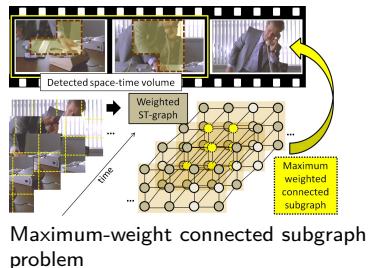 Detected space-time volume
Weighted
ST-graph
...
...
time
...
Maximum
weighted
connected
subgraph
Maximum-weight connected subgraph
problem